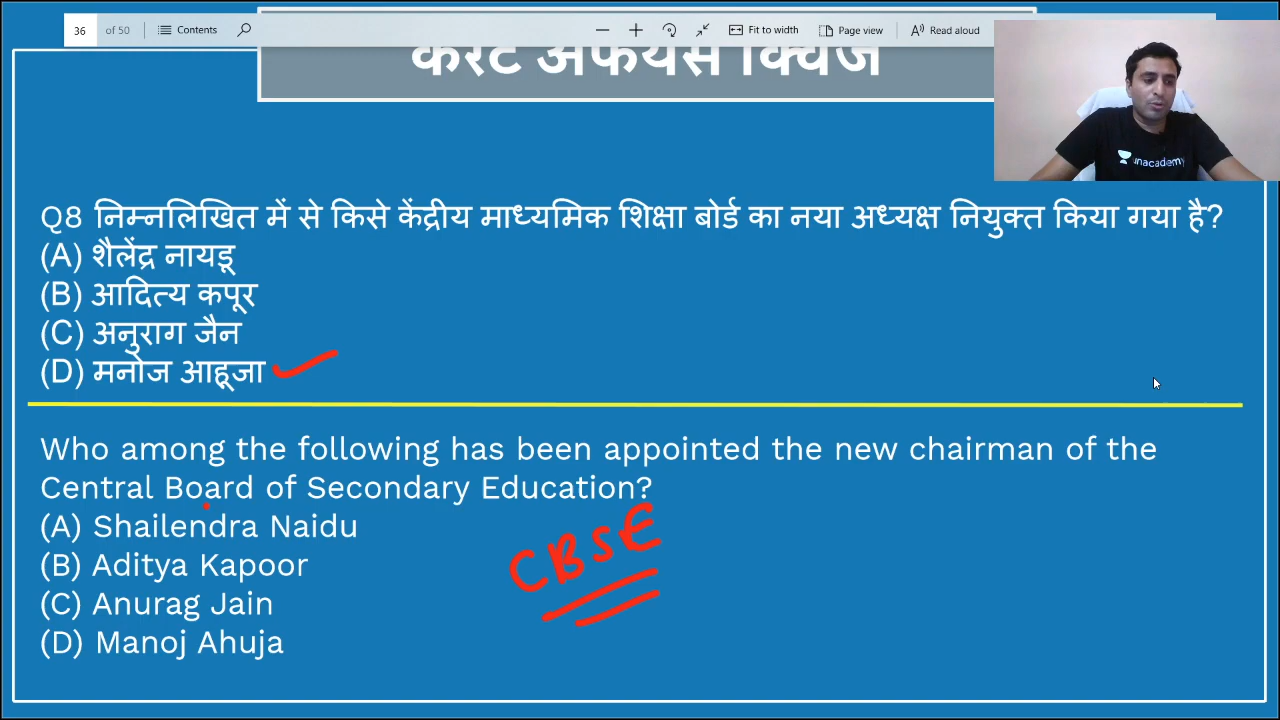 36 of 50 Contents Fit to width Page view Read aloud
करेंट अफेयर्स क्विज
unacademy
Q8 निम्नलिखित में से किसे केंद्रीय माध्यमिक शिक्षा बोर्ड का नया अध्यक्ष नियुक्त किया गया है?
(A) शैलेंद्र नायडू
(B) आदित्य कपूर
(C) अनुराग जैन
(D) मनोज आहूजा
Who among the following has been appointed the new chairman of the
Central Board of Secondary Education?
(A) Shailendra Naidu
(B) Aditya Kapoor
(C) Anurag Jain
(D) Manoj Ahuja
CBSE